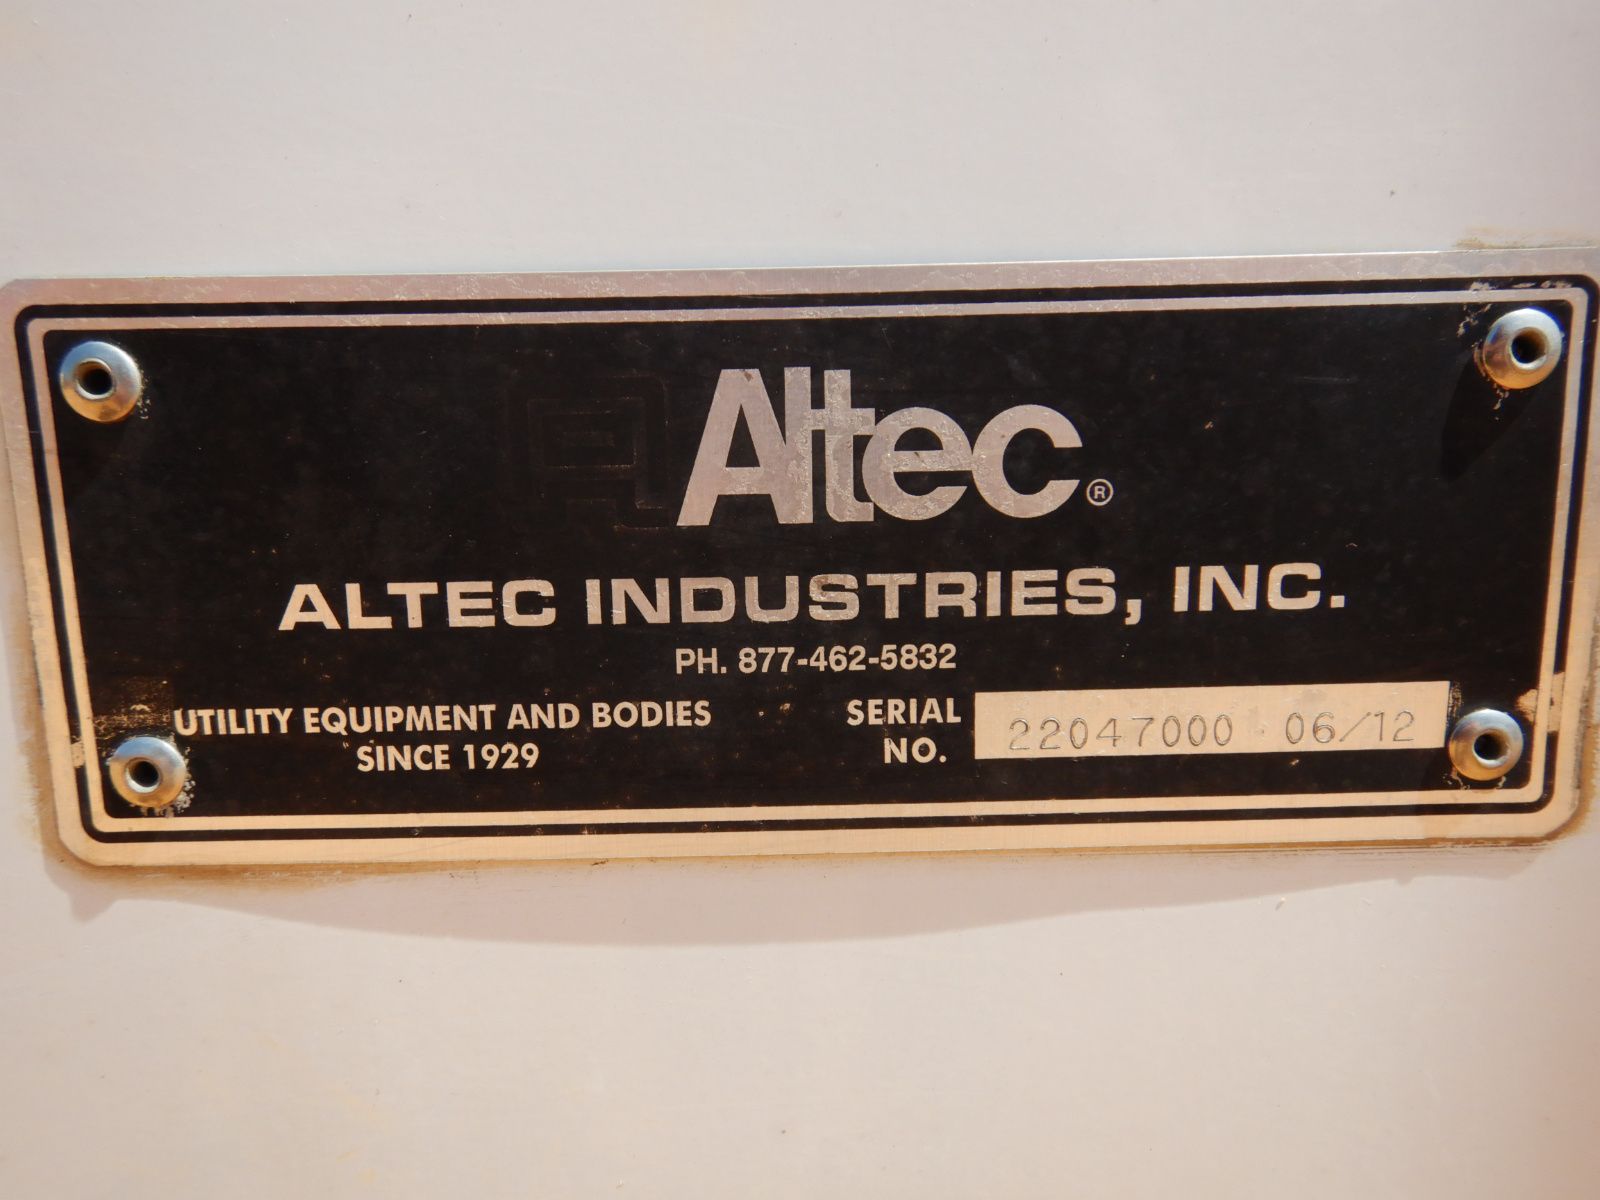 Altec®
ALTEC INDUSTRIES, INC.
PH. 877-462-5832
UTILITY EQUIPMENT AND BODIES
SINCE 1929
SERIAL
NO.
22047000 06/12